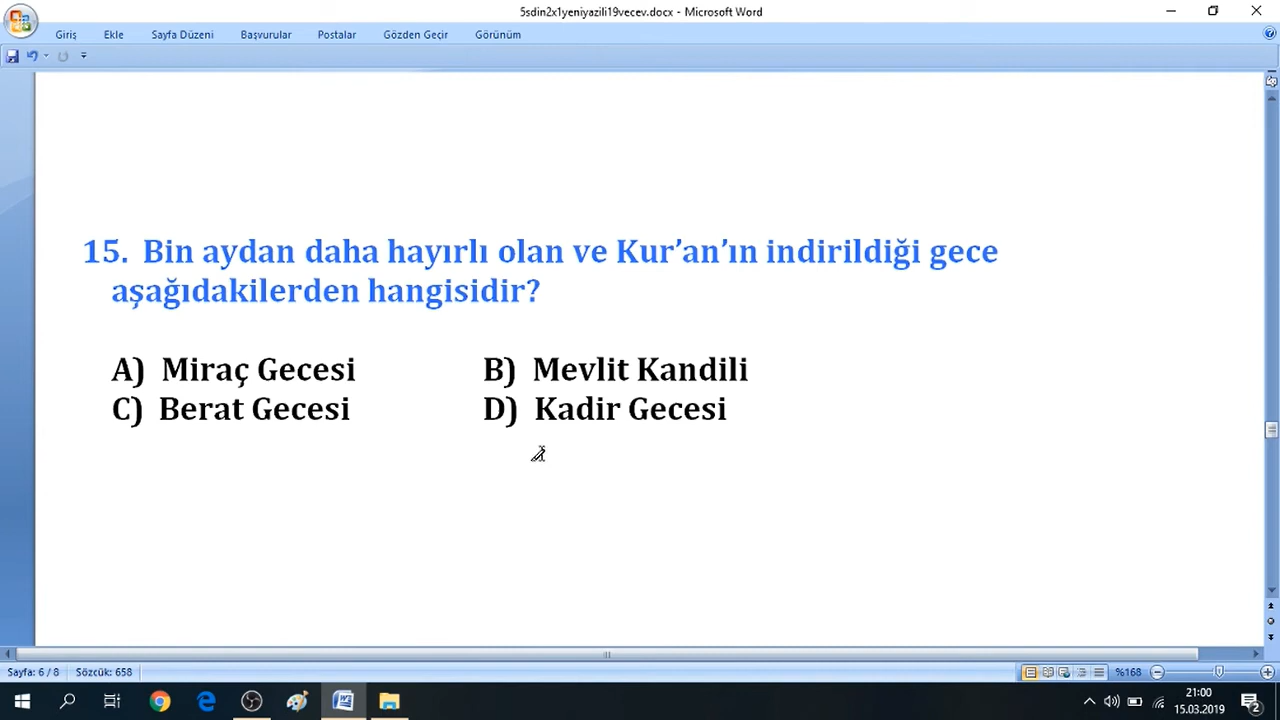 5sdin2x1yeniyazili19vecev.docx - Microsoft Word
Giriş Ekle Sayfa Düzeni Başvurular Postalar Gözden Geçir Görünüm
15. Bin aydan daha hayırlı olan ve Kur’an’ın indirildiği gece
aşağıdakilerden hangisidir?
A) Miraç Gecesi B) Mevlit Kandili
C) Berat Gecesi D) Kadir Gecesi
Sayfa: 6 / 8 Sözcük: 658 %168
21:00
15.03.2019
2